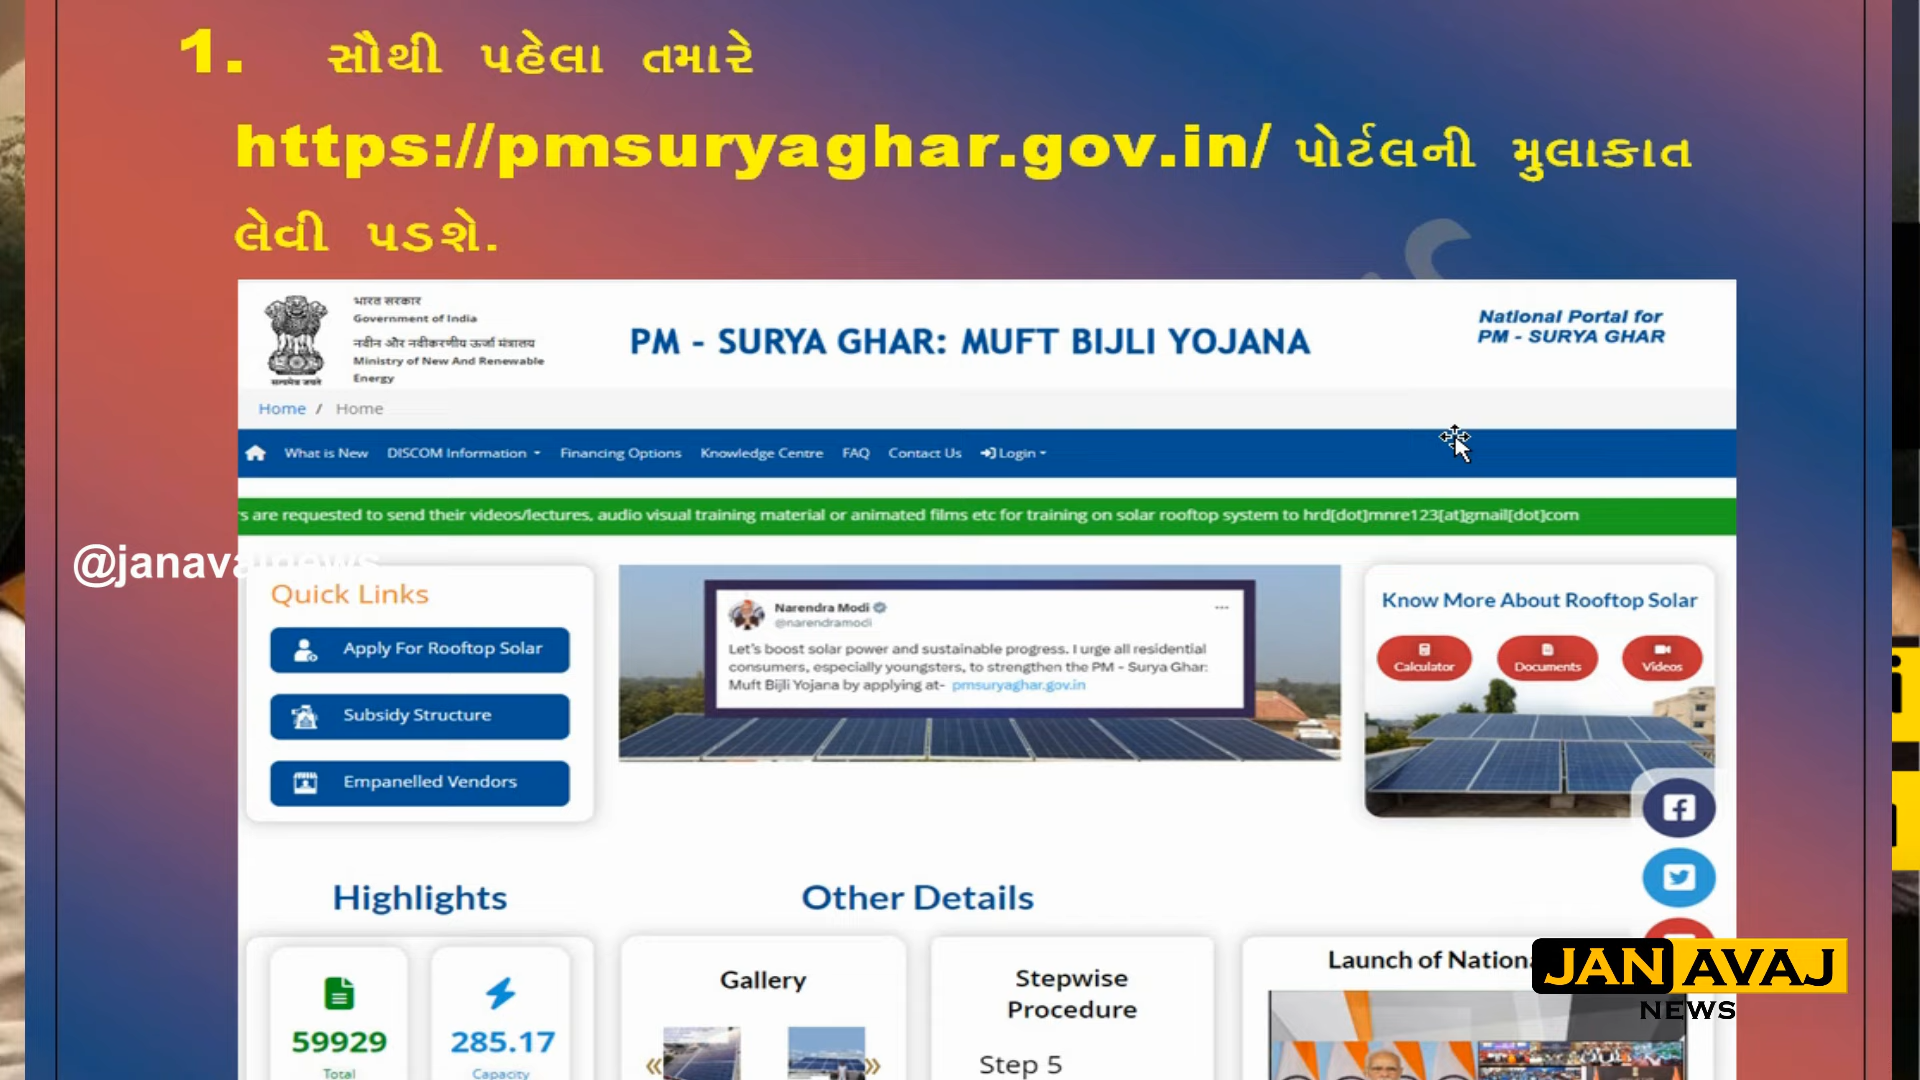 1. સૌથી પહેલા તમારે
https://pmsuryaghar.gov.in/ પોર્ટલની મુલાકાત
લેવી પડશે.
भारत सरकार
Government of India
नवीन और नवीकरणीय ऊर्जा मंत्रालय
Ministry of New And Renewable
Energy
सत्यमेव जयते
PM - SURYA GHAR: MUFT BIJLI YOJANA
National Portal for
PM - SURYA GHAR
Home / Home
What is New DISCOM Information Financing Options Knowledge Centre FAQ Contact Us Login
s are requested to send their videos/lectures, audio visual training material or animated films etc for training on solar rooftop system to hrd[dot]mnre123[at]gmail[dot]com
@janavajnews
Quick Links
Apply For Rooftop Solar
Subsidy Structure
Empanelled Vendors
Narendra Modi
@narendramodi
Let's boost solar power and sustainable progress. I urge all residential
consumers, especially youngsters, to strengthen the PM - Surya Ghar:
Muft Bijli Yojana by applying at- pmsuryaghar.gov.in
Know More About Rooftop Solar
Calculator Documents Videos
Highlights
Other Details
59929
Total
285.17
Capacity
Gallery
Stepwise
Procedure
Step 5
Launch of Nation
JAN AVAJ
NEWS